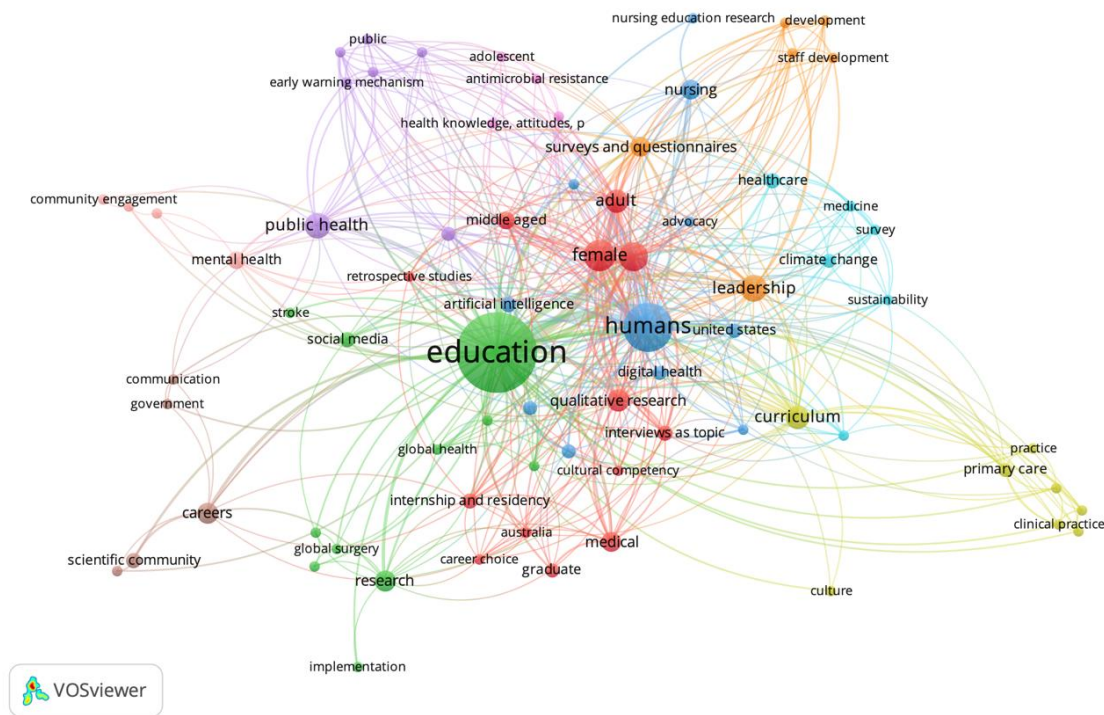 nursing education research
development
public
staff development
adolescent
early warning mechanism
antimicrobial resistance
nursing
health knowledge, attitudes, p
surveys and questionnaires
healthcare
community engagement
adult
medicine
public health
middle aged
advocacy
survey
mental health
female
climate change
retrospective studies
leadership
artificial intelligence
sustainability
stroke
humans
united states
social media
education
digital health
communication
government
qualitative research
curriculum
interviews as topic
global health
practice
cultural competency
primary care
internship and residency
careers
clinical practice
australia
medical
scientific community
global surgery
career choice
graduate
research
culture
implementation
VOSviewer